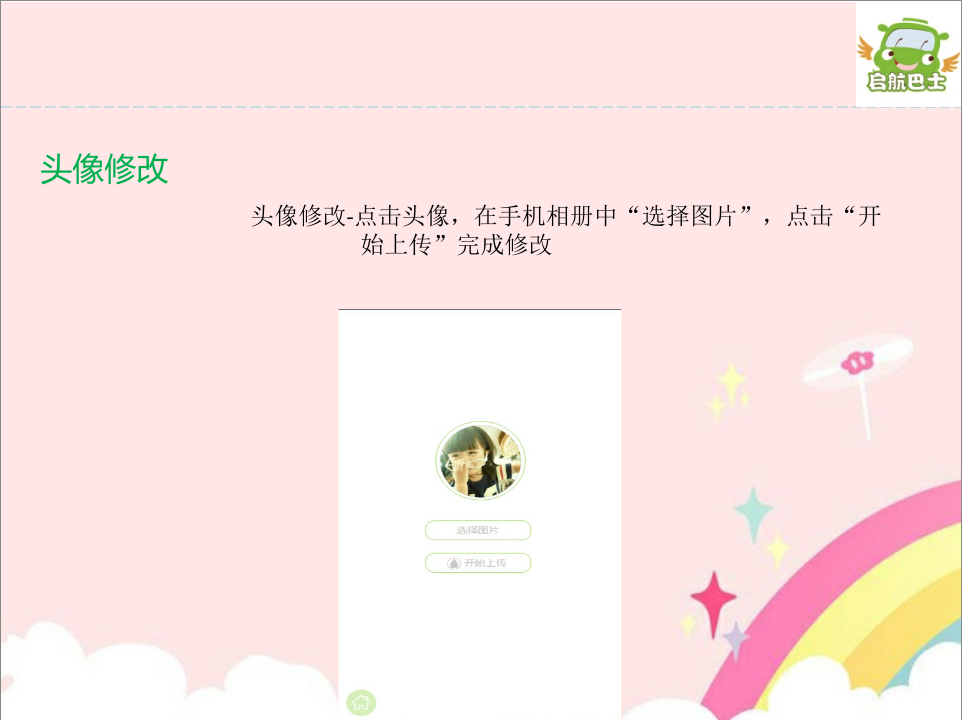 启航巴士
头像修改
头像修改-点击头像，在手机相册中“选择图片”，点击“开
始上传”完成修改
选择图片
开始上传